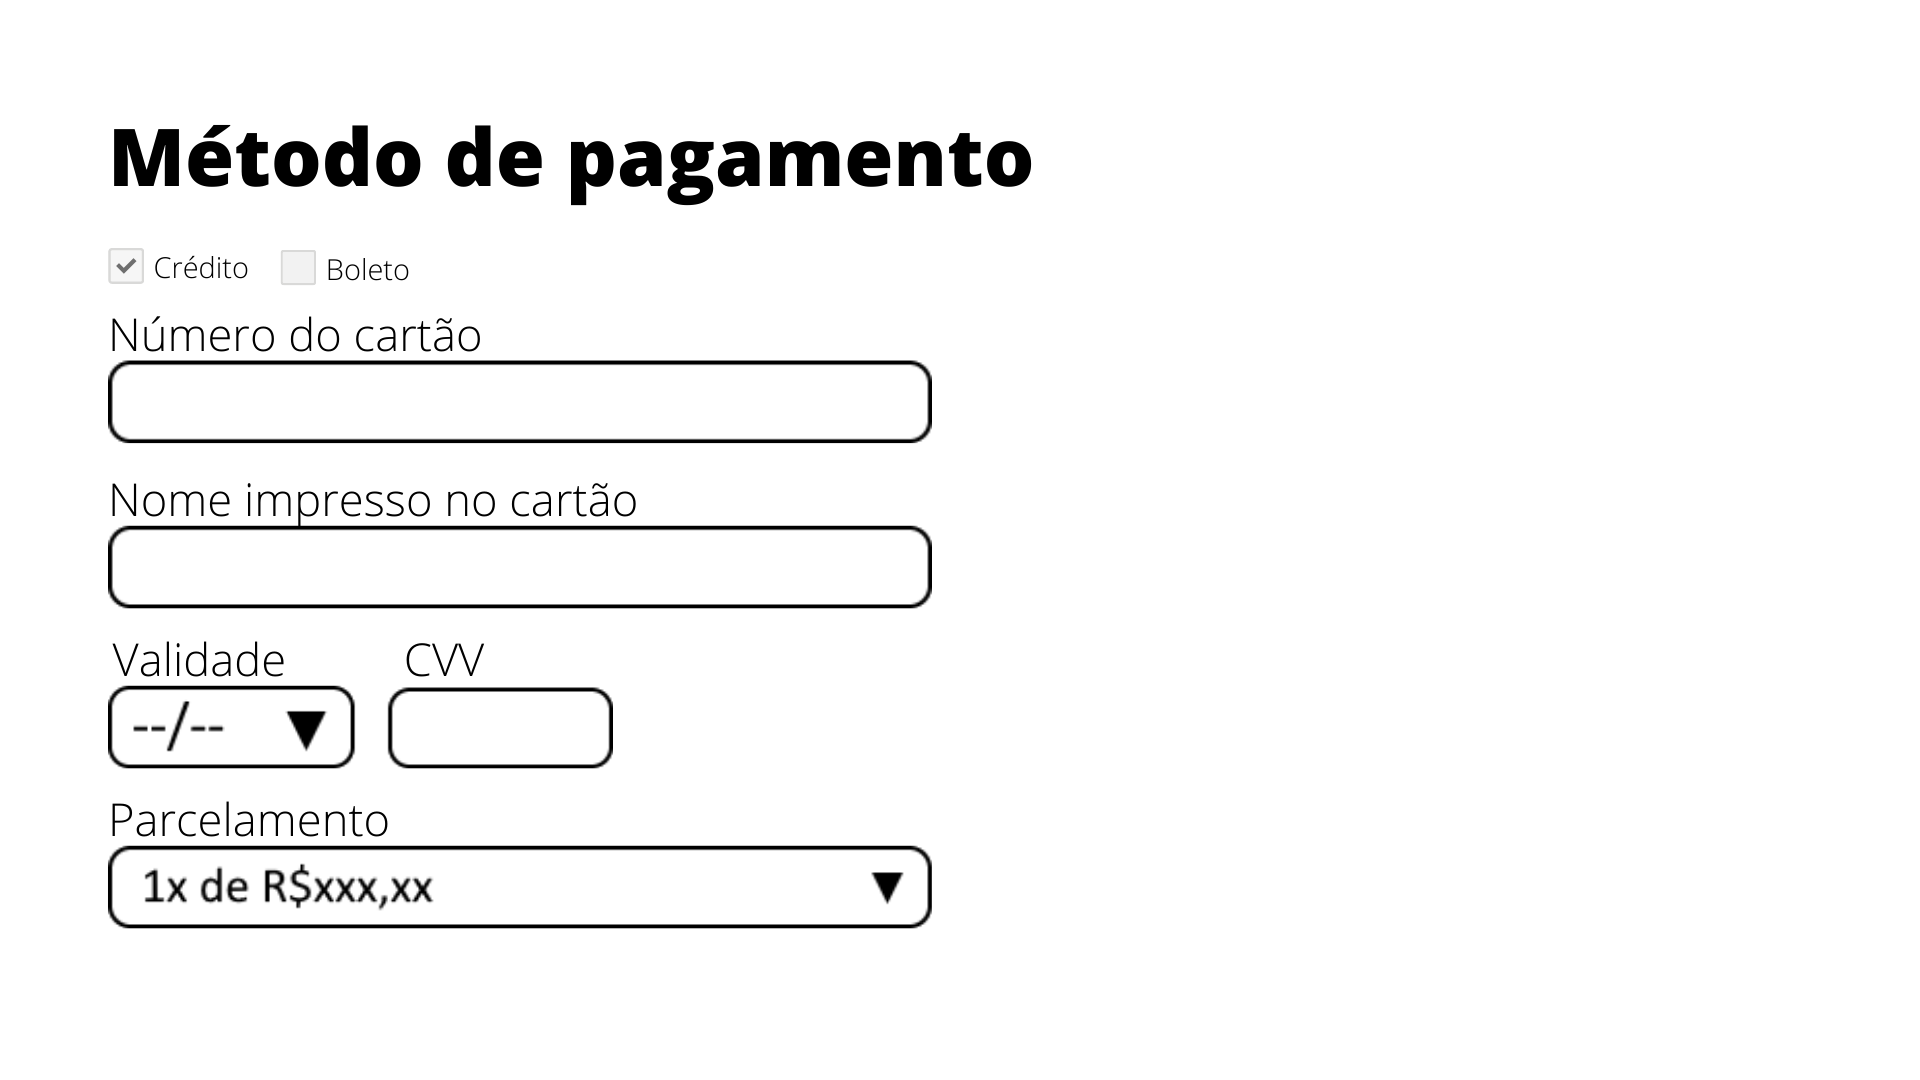 Método de pagamento
Crédito Boleto
Número do cartão
Nome impresso no cartão
Validade CVV
--/-- ▼
Parcelamento
1x de R$xxx,xx ▼